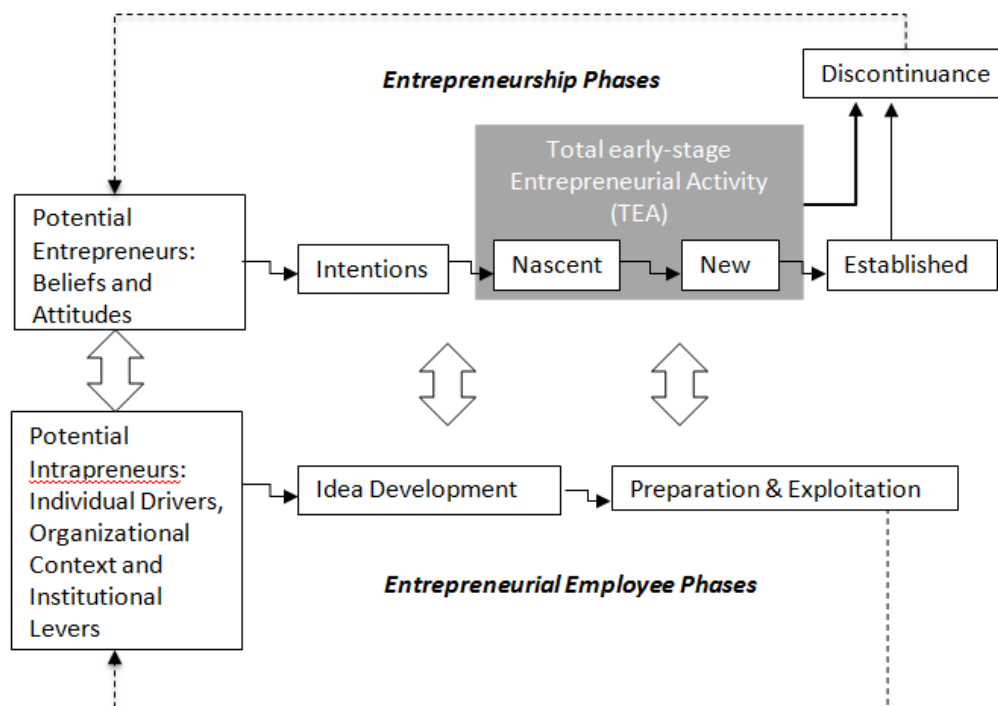 Entrepreneurship Phases
Discontinuance
Total early-stage
Entrepreneurial Activity
(TEA)
Potential
Entrepreneurs:
Beliefs and
Attitudes
Intentions
Nascent
New
Established
Potential
Intrapreneurs:
Individual Drivers,
Organizational
Context and
Institutional
Levers
Idea Development
Preparation & Exploitation
Entrepreneurial Employee Phases